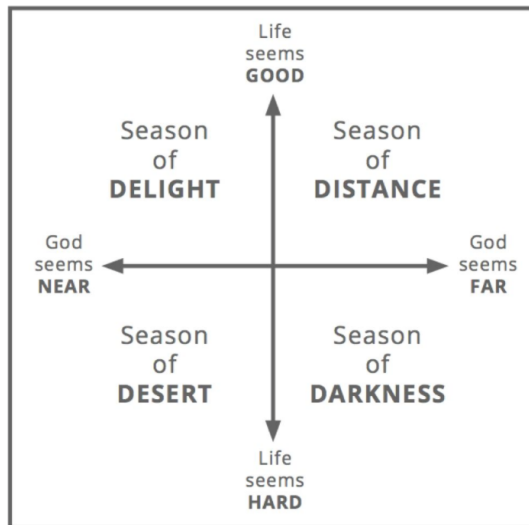 Life
seems
GOOD
Season
of
DELIGHT
Season
of
DISTANCE
God
seems
NEAR
God
seems
FAR
Season
of
DESERT
Season
of
DARKNESS
Life
seems
HARD